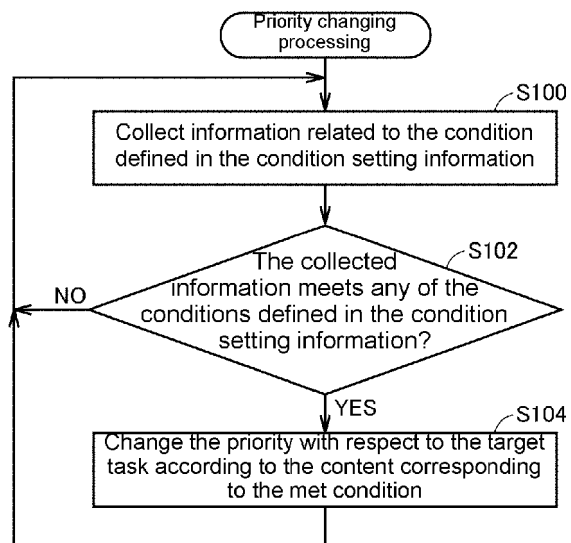 Priority changing
processing
S100
Collect information related to the condition
defined in the condition setting information
S102
The collected
information meets any of the
conditions defined in the condition
setting information?
NO
YES
S104
Change the priority with respect to the target
task according to the content corresponding
to the met condition